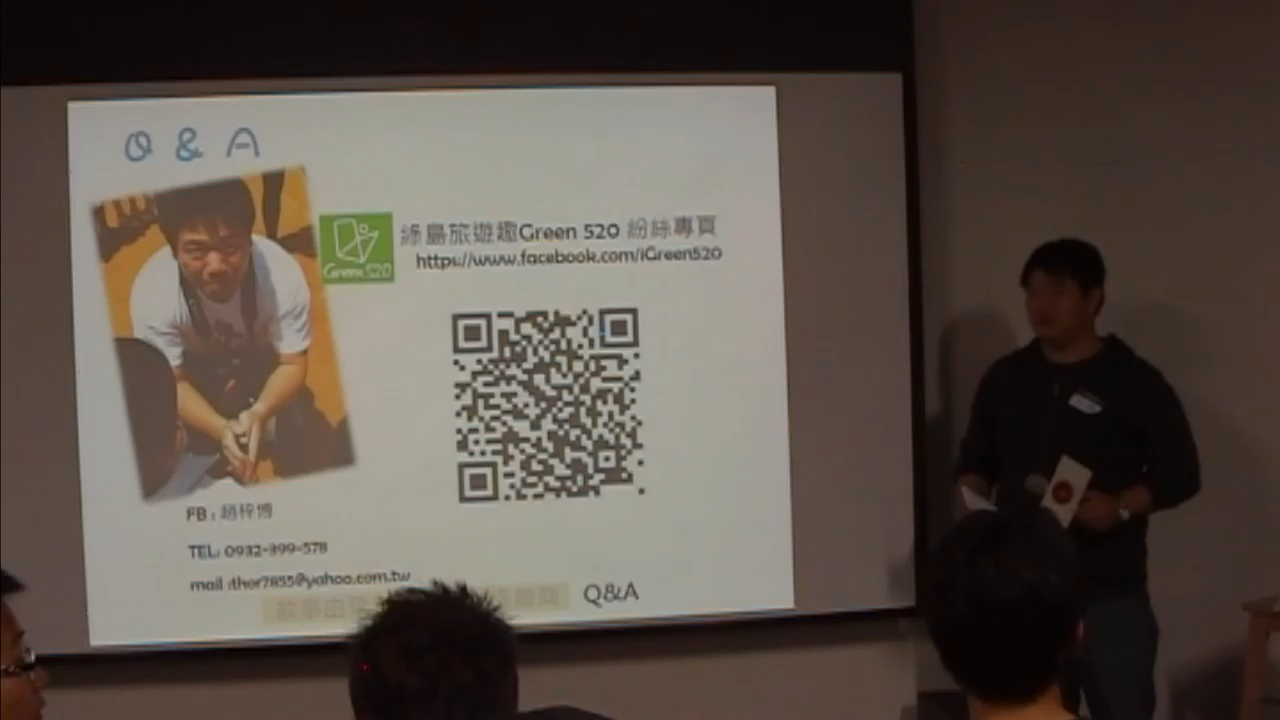 Q & A
Green 520
綠島旅遊趣Green 520 粉絲專頁
https://www.facebook.com/iGreen520
FB : 趙梓博
TEL: 0932-399-578
mail :thor7855@yahoo.com.tw
Q&A